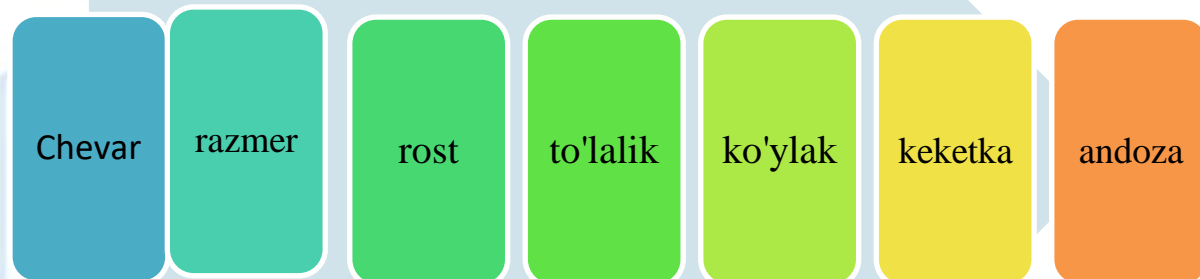 Chevar
razmer
rost
to'lalik
ko'ylak
keketka
andoza